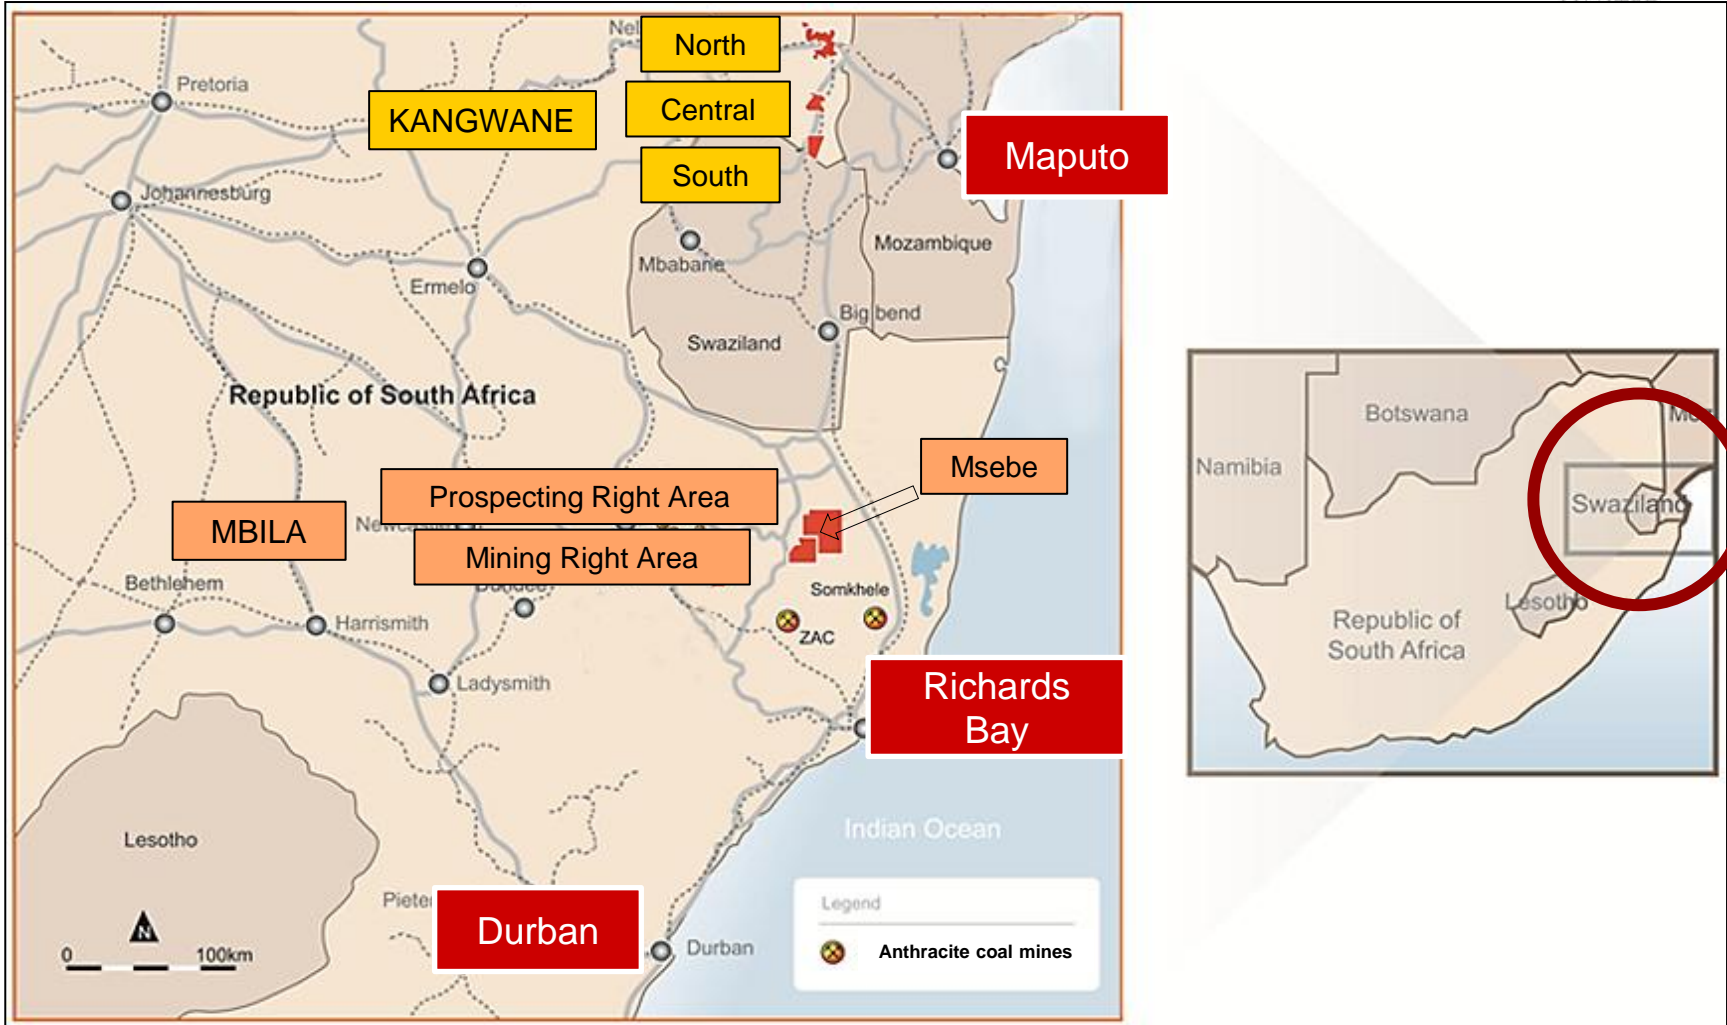 North
Pretoria
KANGWANE
Central
Maputo
South
Johannesburg
Mozambique
Mbabane
Ermelo
Big bend
Swaziland
Republic of South Africa
Msebe
Prospecting Right Area
MBILA
Mining Right Area
Bethlehem
Somkhele
Harrismith
ZAC
Ladysmith
Richards
Bay
Indian Ocean
Lesotho
Legend
Durban
Durban
Anthracite coal mines
N
0 100km
Botswana
Namibia
Swaziland
Lesotho
Republic of
South Africa